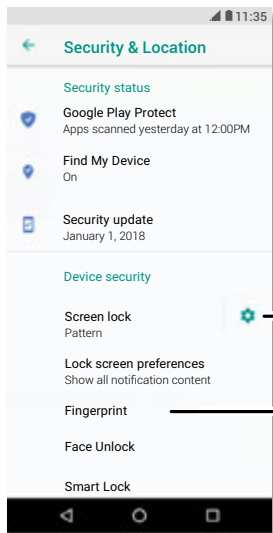 11:35
Security & Location
Security status
Google Play Protect
Apps scanned yesterday at 12:00PM
Find My Device
On
Security update
January 1, 2018
Device security
Screen lock
Pattern
Lock screen preferences
Show all notification content
Fingerprint
Face Unlock
Smart Lock